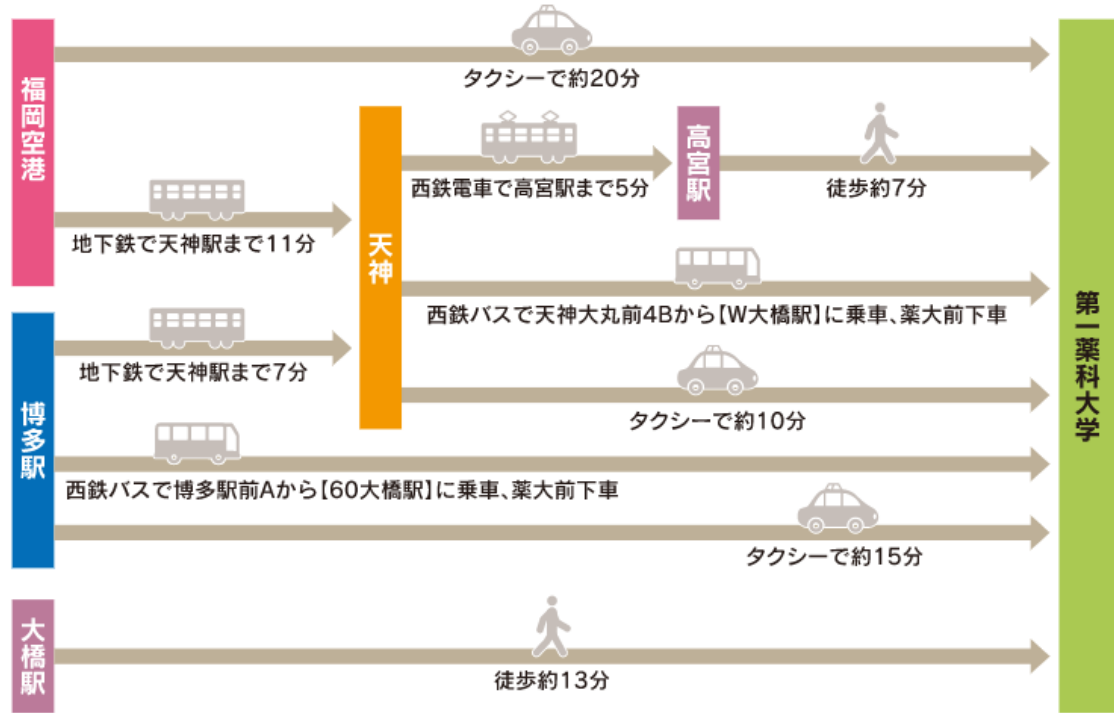 福岡空港
タクシーで約20分
地下鉄で天神駅まで11分
天神
西鉄電車で高宮駅まで5分
高宮駅
徒歩約7分
西鉄バスで天神大丸前4Bから【W大橋駅】に乗車、薬大前下車
タクシーで約10分
博多駅
地下鉄で天神駅まで7分
西鉄バスで博多駅前Aから【60大橋駅】に乗車、薬大前下車
タクシーで約15分
大橋駅
徒歩約13分
第一薬科大学